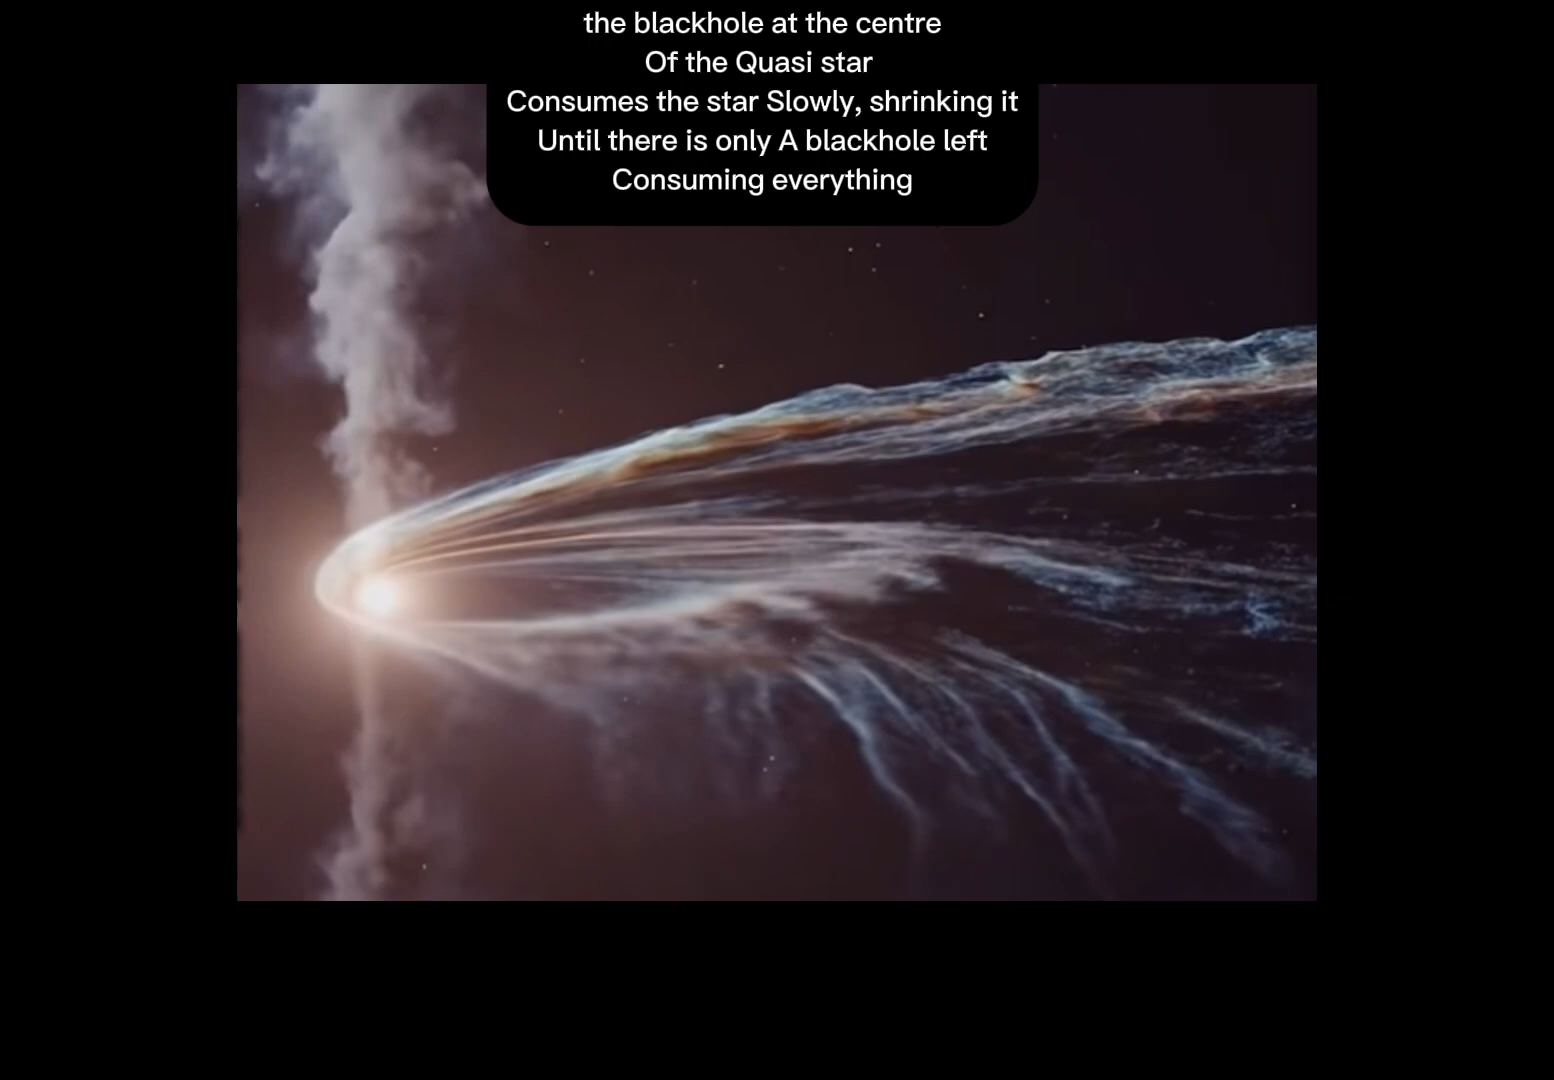 the blackhole at the centre
Of the Quasi star
Consumes the star Slowly, shrinking it
Until there is only A blackhole left
Consuming everything